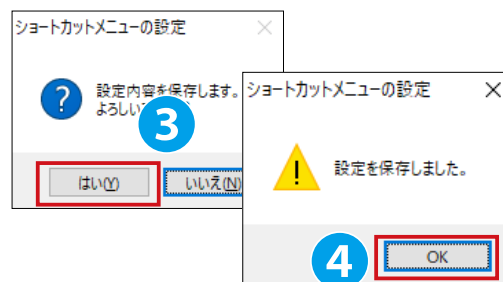 ショートカットメニューの設定
設定内容を保存します。
よろしい
3
はい(Y)
いいえ(N)
ショートカットメニューの設定
設定を保存しました。
4
OK